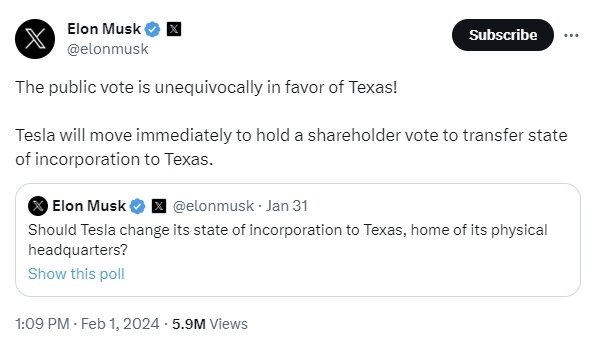 Elon Musk
@elonmusk
Subscribe
The public vote is unequivocally in favor of Texas!
Tesla will move immediately to hold a shareholder vote to transfer state
of incorporation to Texas.
Elon Musk @elonmusk · Jan 31
Should Tesla change its state of incorporation to Texas, home of its physical
headquarters?
Show this poll
1:09 PM · Feb 1, 2024 · 5.9M Views